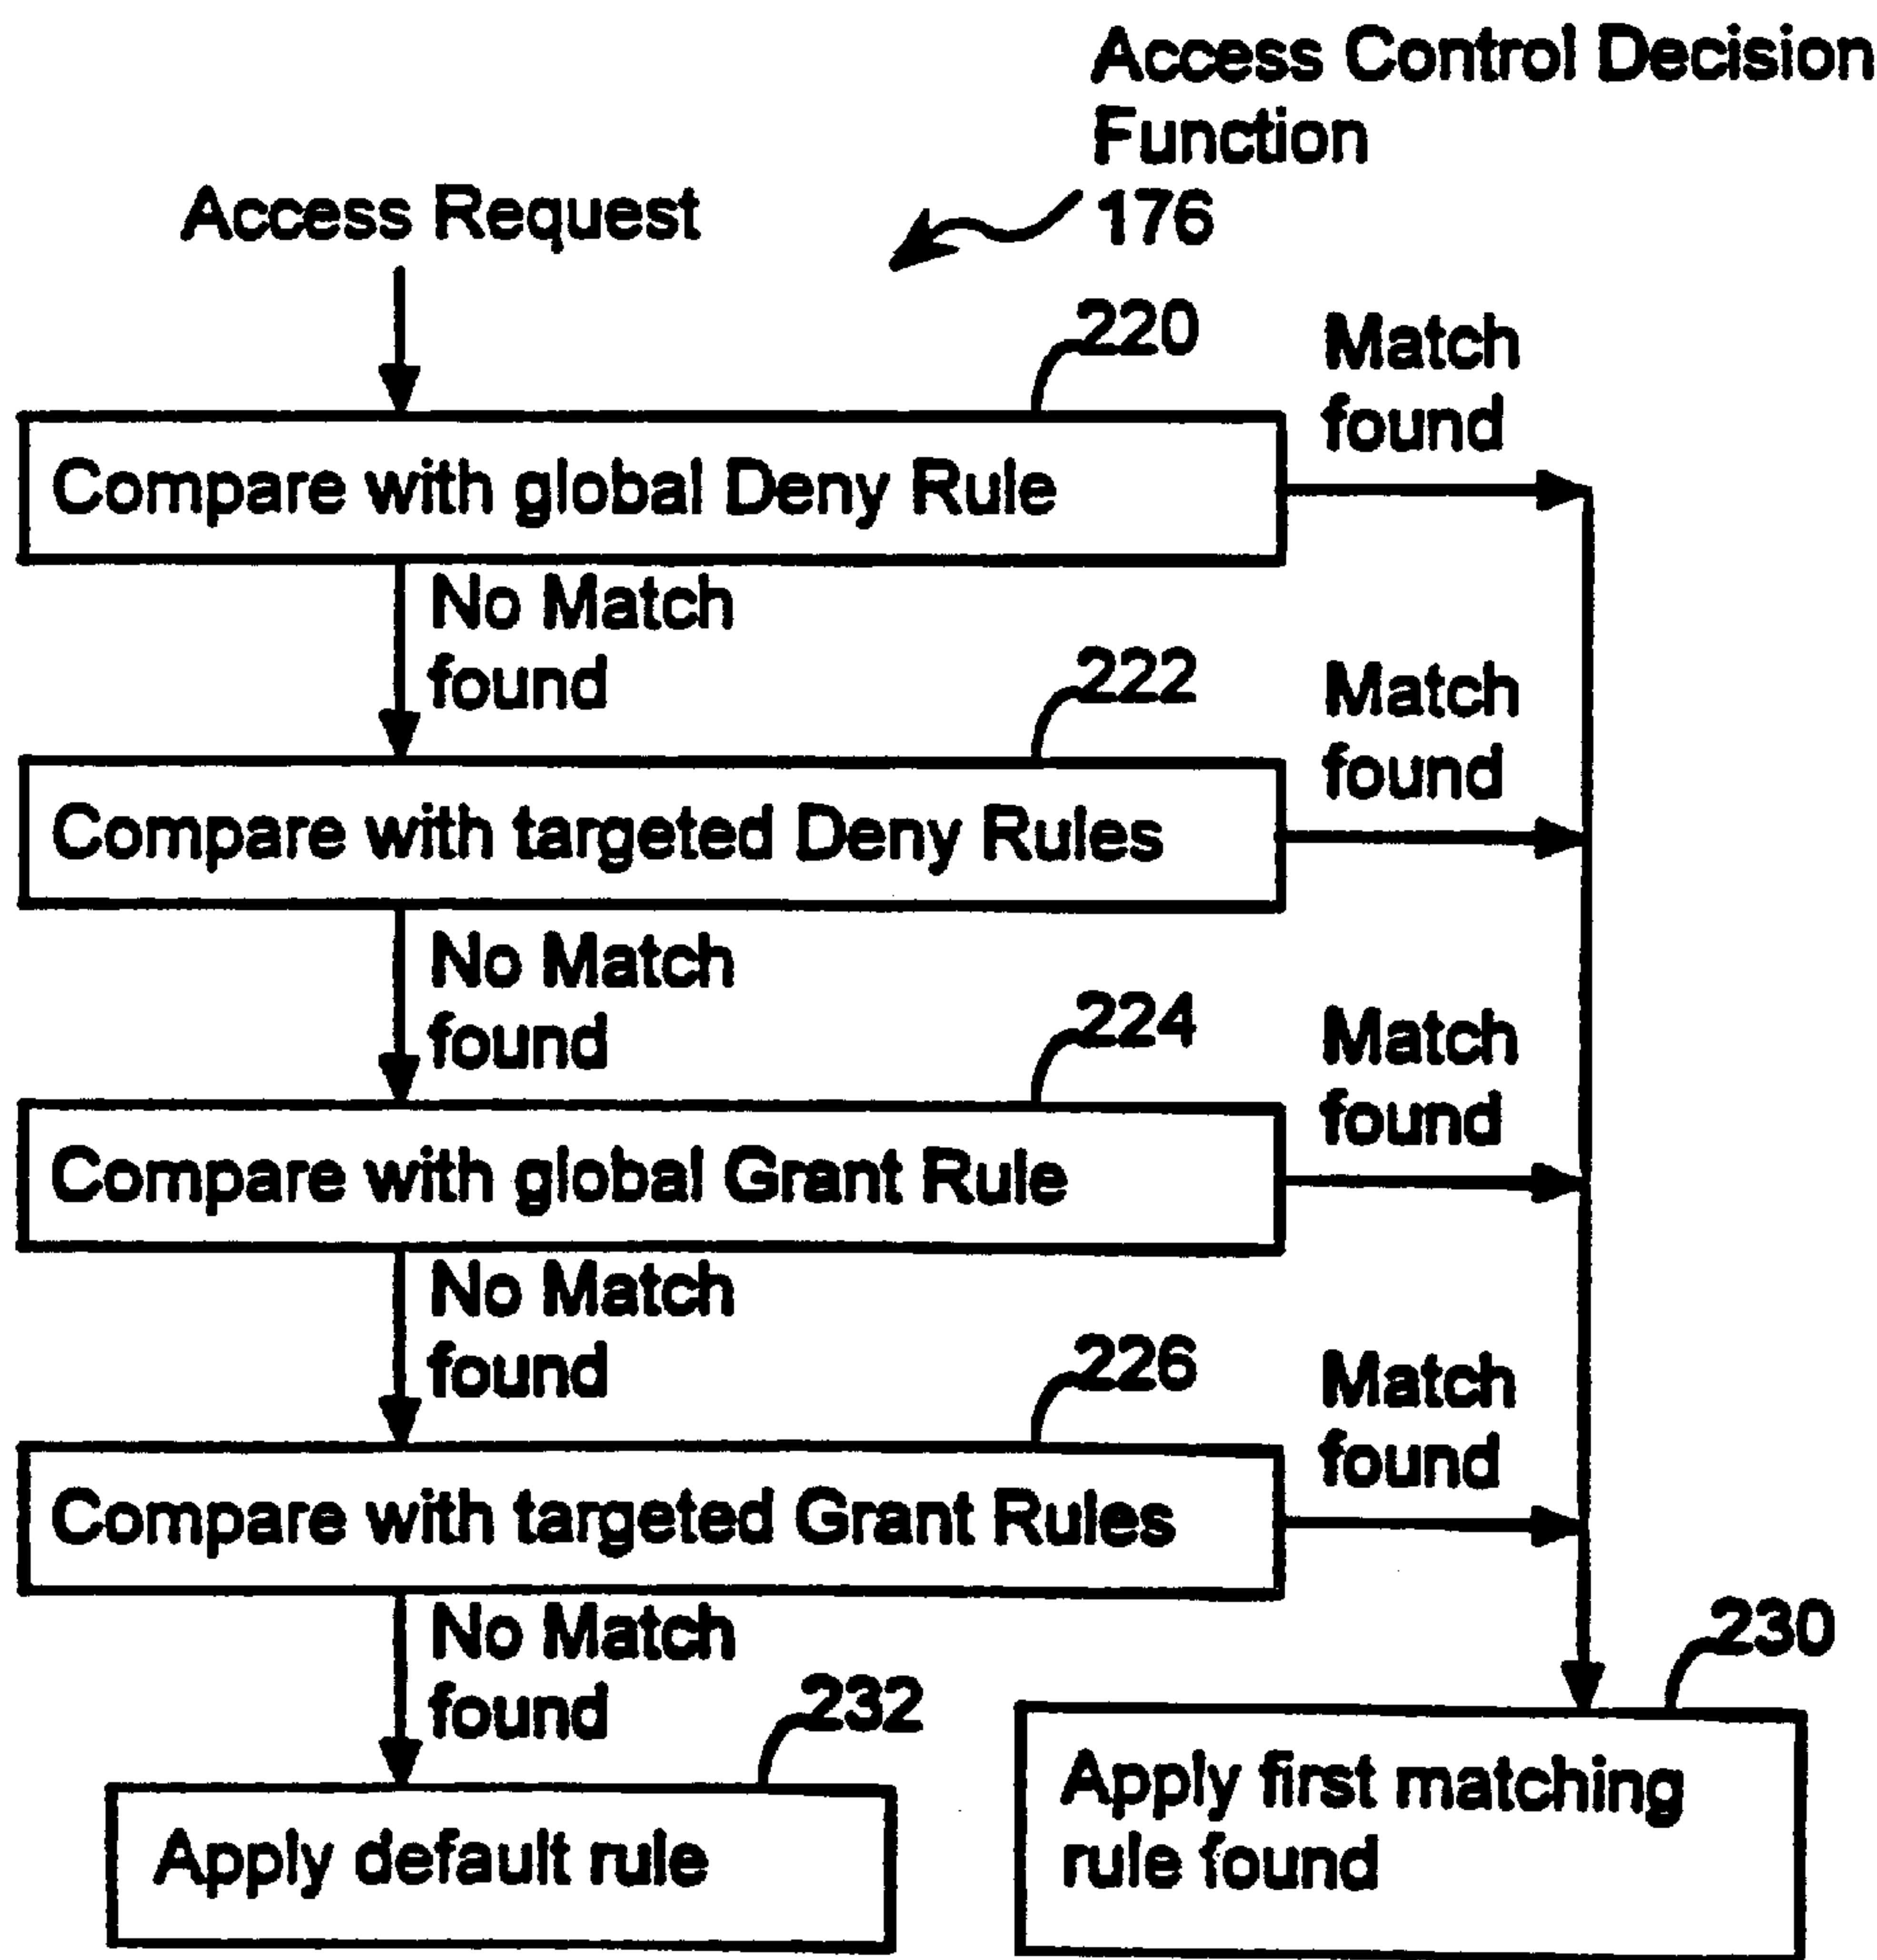 Access Control Decision
Function
176
Access Request
220
Match
found
Compare with global Deny Rule
No Match
found
222
Match
found
Compare with targeted Deny Rules
No Match
found
224
Match
found
Compare with global Grant Rule
No Match
found
226
Match
found
Compare with targeted Grant Rules
No Match
found
232
230
Apply default rule
Apply first matching
rule found